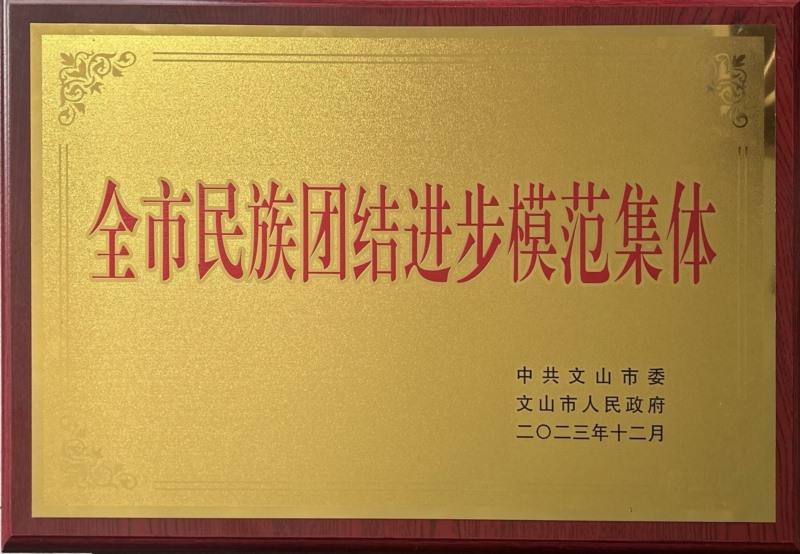 全市民族团结进步模范集体
中共文山市委
文山市人民政府
二〇二三年十二月